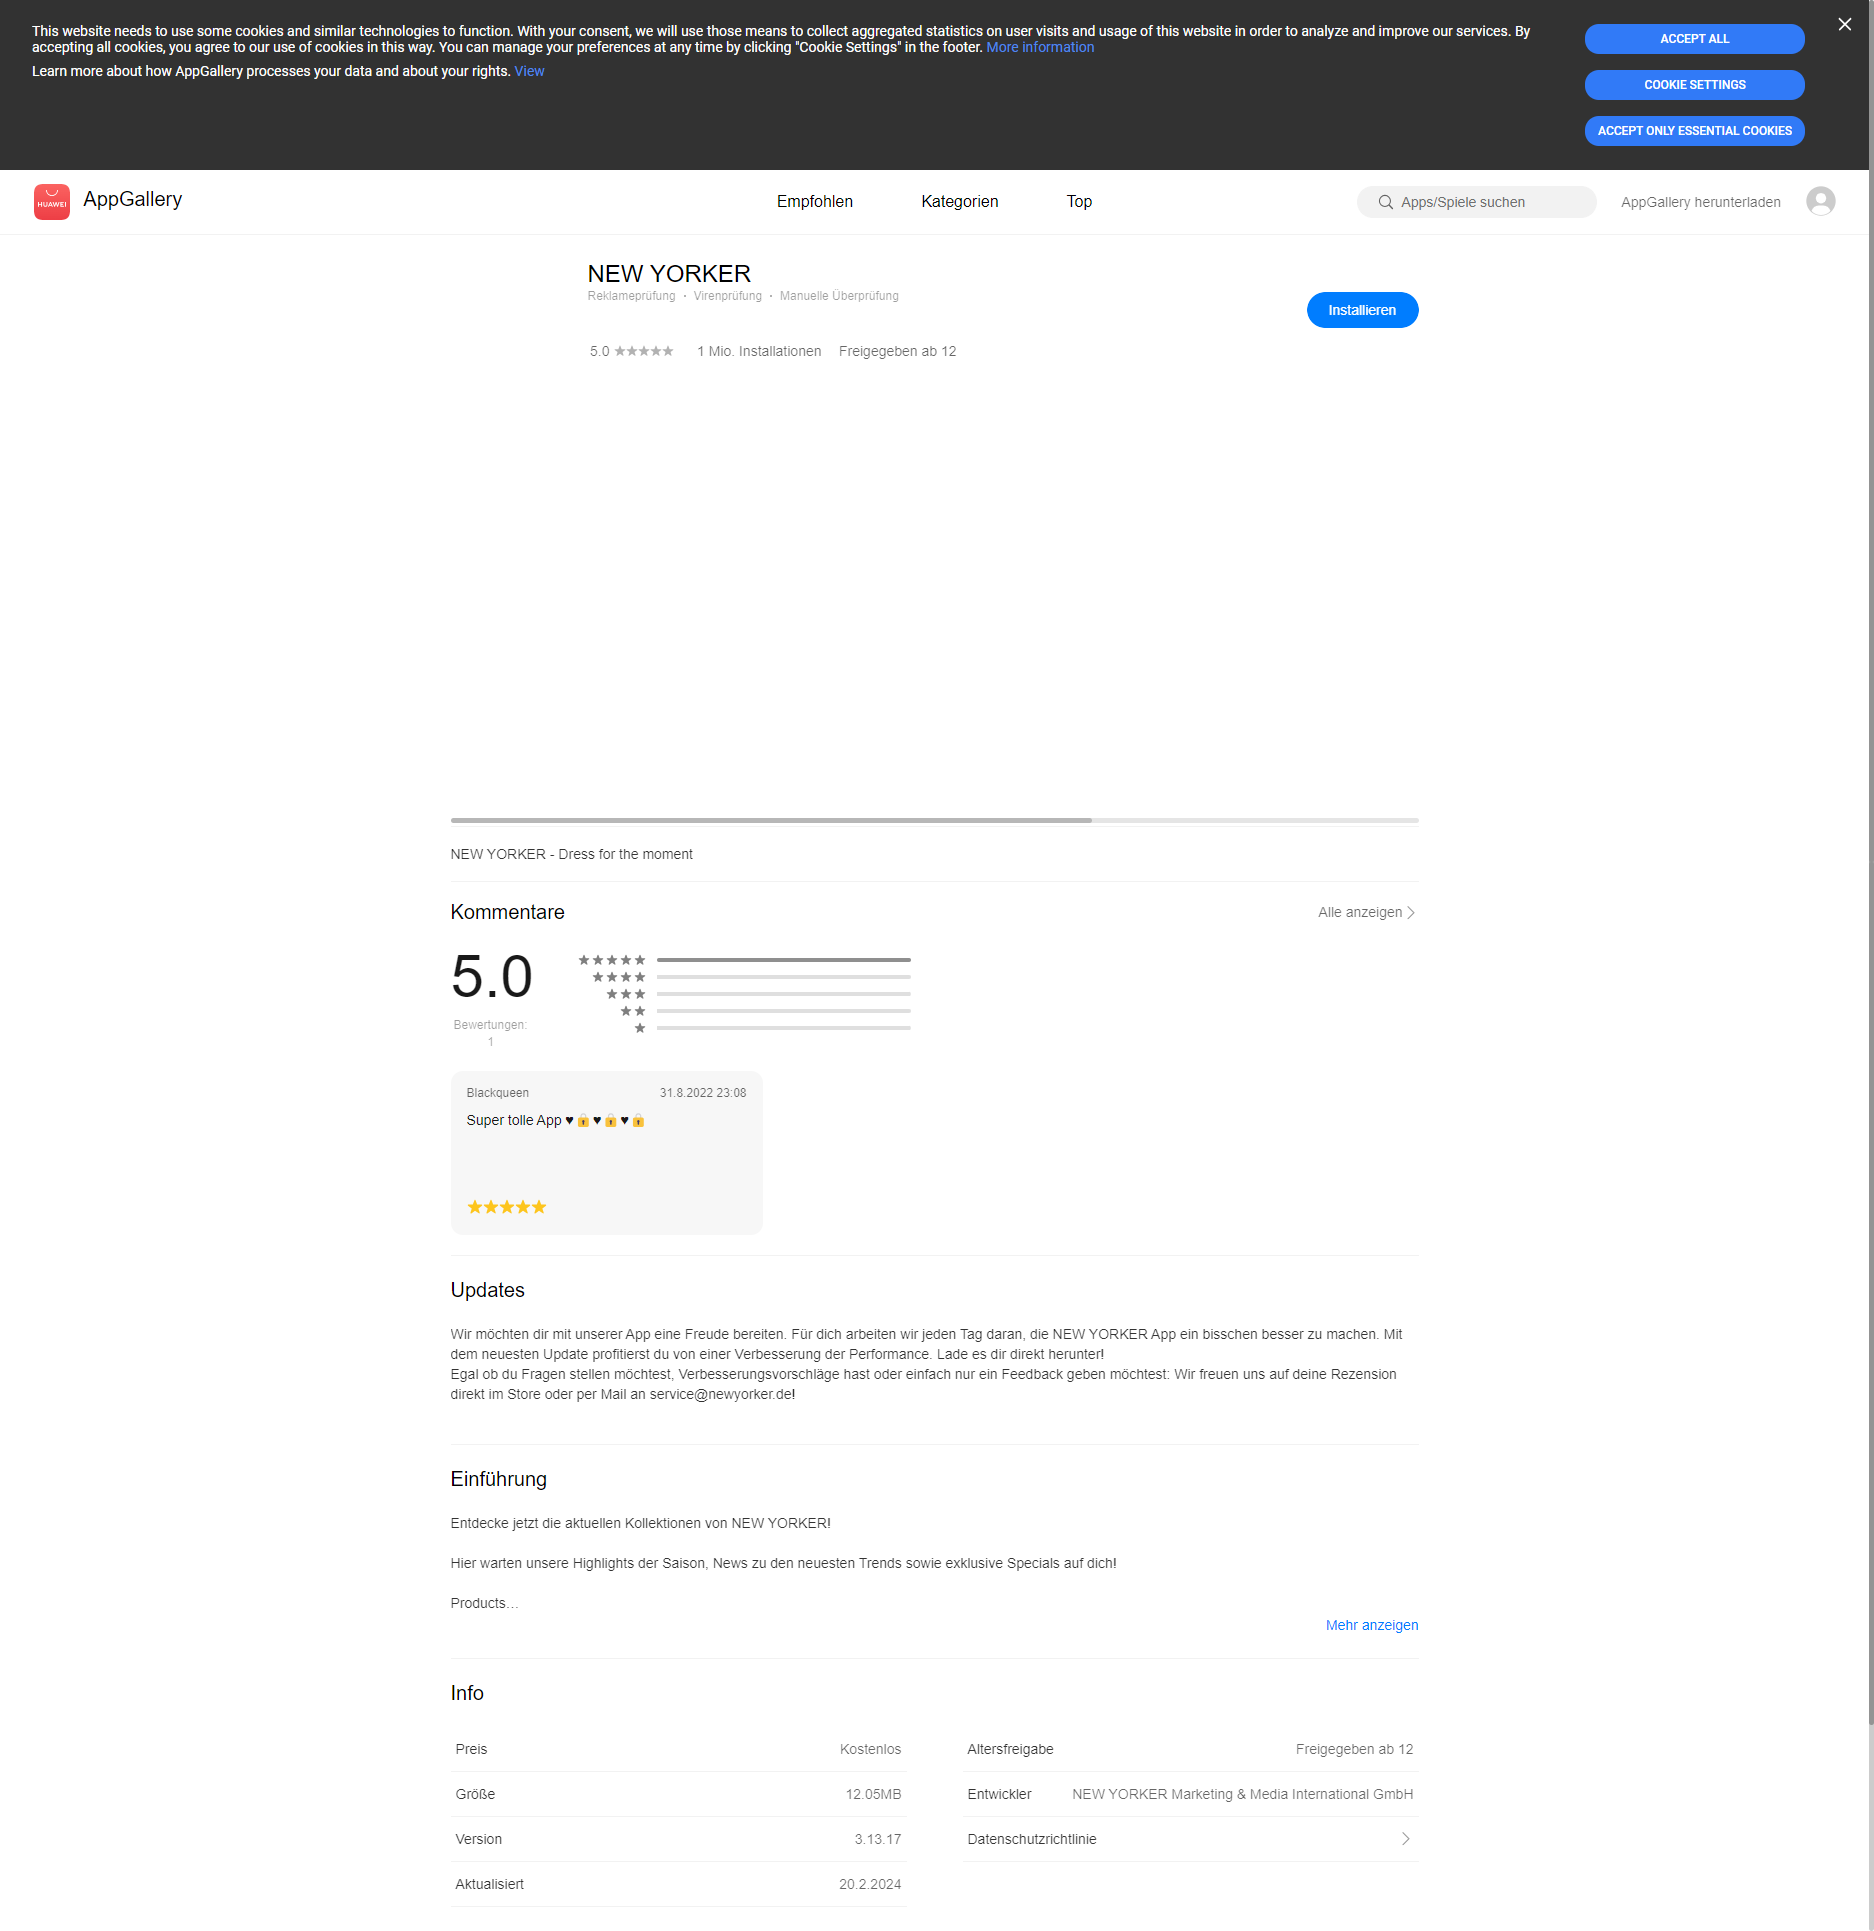 This website needs to use some cookies and similar technologies to function. With your consent, we will use those means to collect aggregated statistics on user visits and usage of this website in order to analyze and improve our services. By
accepting all cookies, you agree to our use of cookies in this way. You can manage your preferences at any time by clicking "Cookie Settings" in the footer. More information
Learn more about how AppGallery processes your data and about your rights. View
ACCEPT ALL
COOKIE SETTINGS
ACCEPT ONLY ESSENTIAL COOKIES
HUAWEI
AppGallery
Empfohlen
Kategorien
Top
Apps/Spiele suchen
AppGallery herunterladen
NEW YORKER
Reklameprüfung · Virenprüfung · Manuelle Überprüfung
Installieren
5.0 ★★★★★ 1 Mio. Installationen Freigegeben ab 12
NEW YORKER - Dress for the moment
Kommentare
Alle anzeigen
5.0
Bewertungen:
1
Blackqueen 31.8.2022 23:08
Super tolle App ♥🔒♥🔒♥🔒
Updates
Wir möchten dir mit unserer App eine Freude bereiten. Für dich arbeiten wir jeden Tag daran, die NEW YORKER App ein bisschen besser zu machen. Mit
dem neuesten Update profitierst du von einer Verbesserung der Performance. Lade es dir direkt herunter!
Egal ob du Fragen stellen möchtest, Verbesserungsvorschläge hast oder einfach nur ein Feedback geben möchtest: Wir freuen uns auf deine Rezension
direkt im Store oder per Mail an service@newyorker.de!
Einführung
Entdecke jetzt die aktuellen Kollektionen von NEW YORKER!
Hier warten unsere Highlights der Saison, News zu den neuesten Trends sowie exklusive Specials auf dich!
Products…
Mehr anzeigen
Info
Preis Kostenlos
Größe 12.05MB
Version 3.13.17
Aktualisiert 20.2.2024
Altersfreigabe Freigegeben ab 12
Entwickler NEW YORKER Marketing & Media International GmbH
Datenschutzrichtlinie